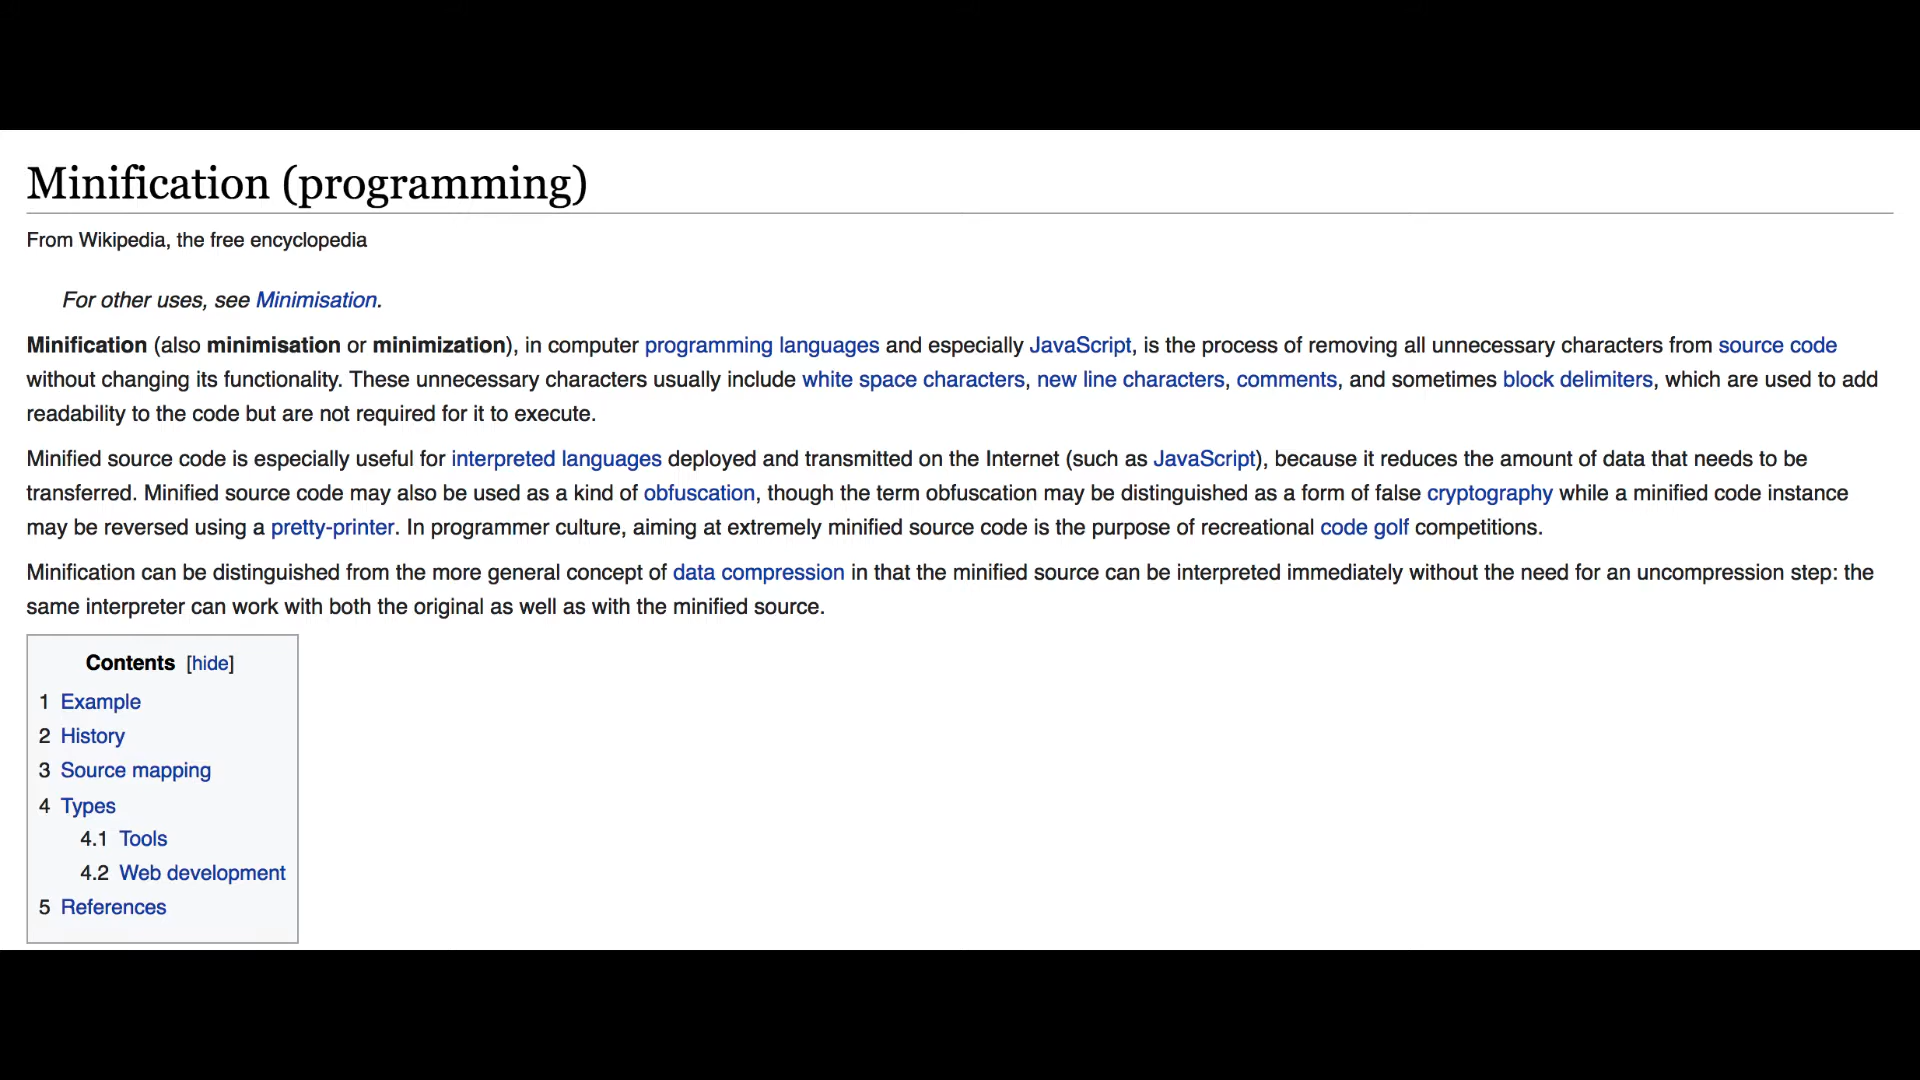 Minification (programming)
From Wikipedia, the free encyclopedia
For other uses, see Minimisation.
Minification (also minimisation or minimization), in computer programming languages and especially JavaScript, is the process of removing all unnecessary characters from source code
without changing its functionality. These unnecessary characters usually include white space characters, new line characters, comments, and sometimes block delimiters, which are used to add
readability to the code but are not required for it to execute.
Minified source code is especially useful for interpreted languages deployed and transmitted on the Internet (such as JavaScript), because it reduces the amount of data that needs to be
transferred. Minified source code may also be used as a kind of obfuscation, though the term obfuscation may be distinguished as a form of false cryptography while a minified code instance
may be reversed using a pretty-printer. In programmer culture, aiming at extremely minified source code is the purpose of recreational code golf competitions.
Minification can be distinguished from the more general concept of data compression in that the minified source can be interpreted immediately without the need for an uncompression step: the
same interpreter can work with both the original as well as with the minified source.
Contents [hide]
1 Example
2 History
3 Source mapping
4 Types
4.1 Tools
4.2 Web development
5 References